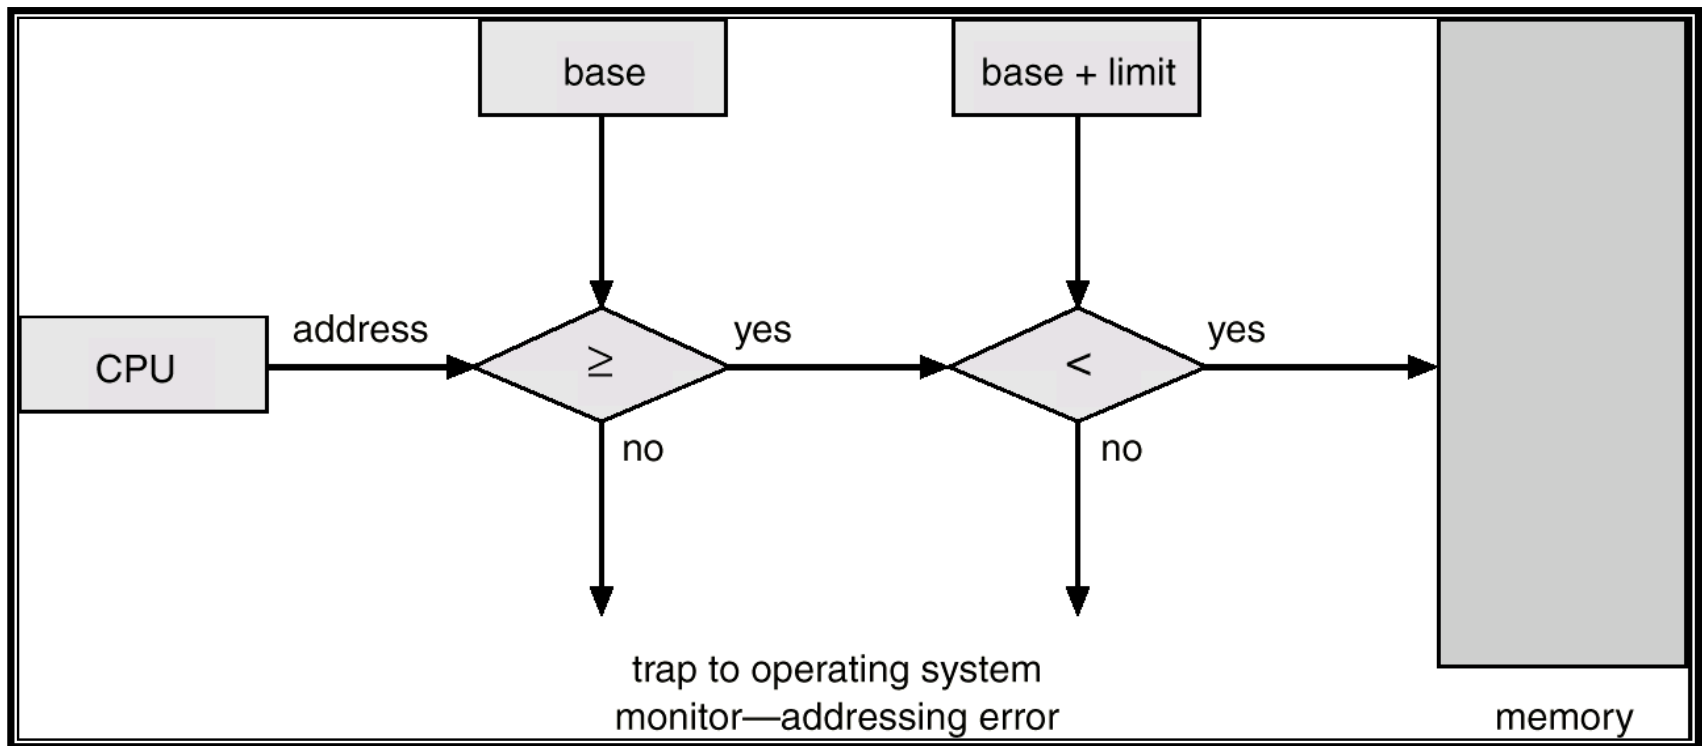 base
base + limit
address
yes
yes
CPU
≥
<
no
no
trap to operating system
monitor—addressing error
memory